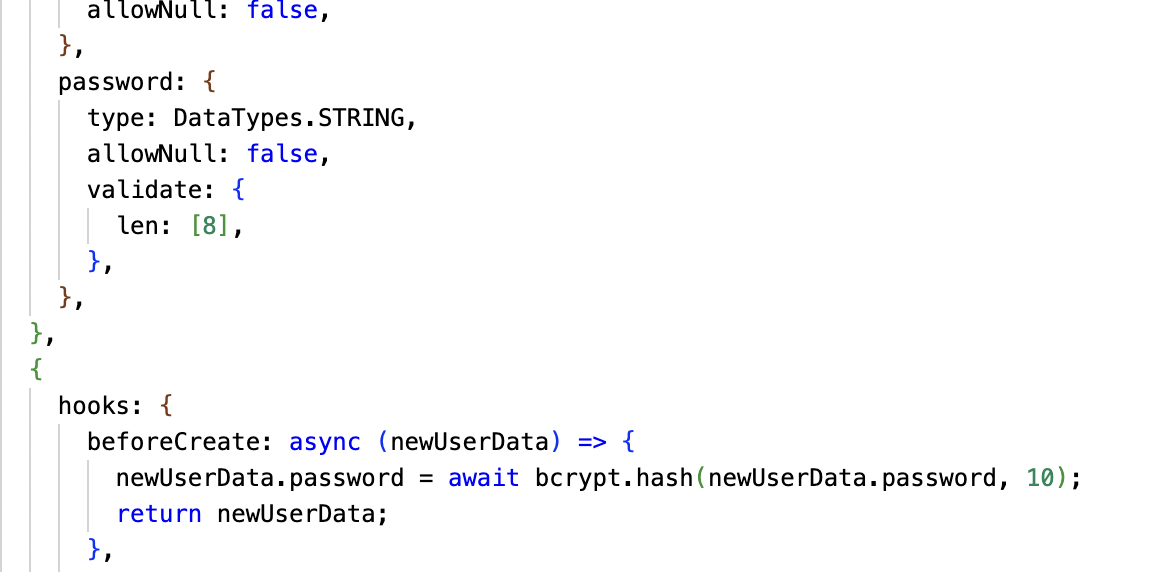 allowNull: false,
},
password: {
type: DataTypes.STRING,
allowNull: false,
validate: {
len: [8],
},
},
},
{
hooks: {
beforeCreate: async (newUserData) => {
newUserData.password = await bcrypt.hash(newUserData.password, 10);
return newUserData;
},